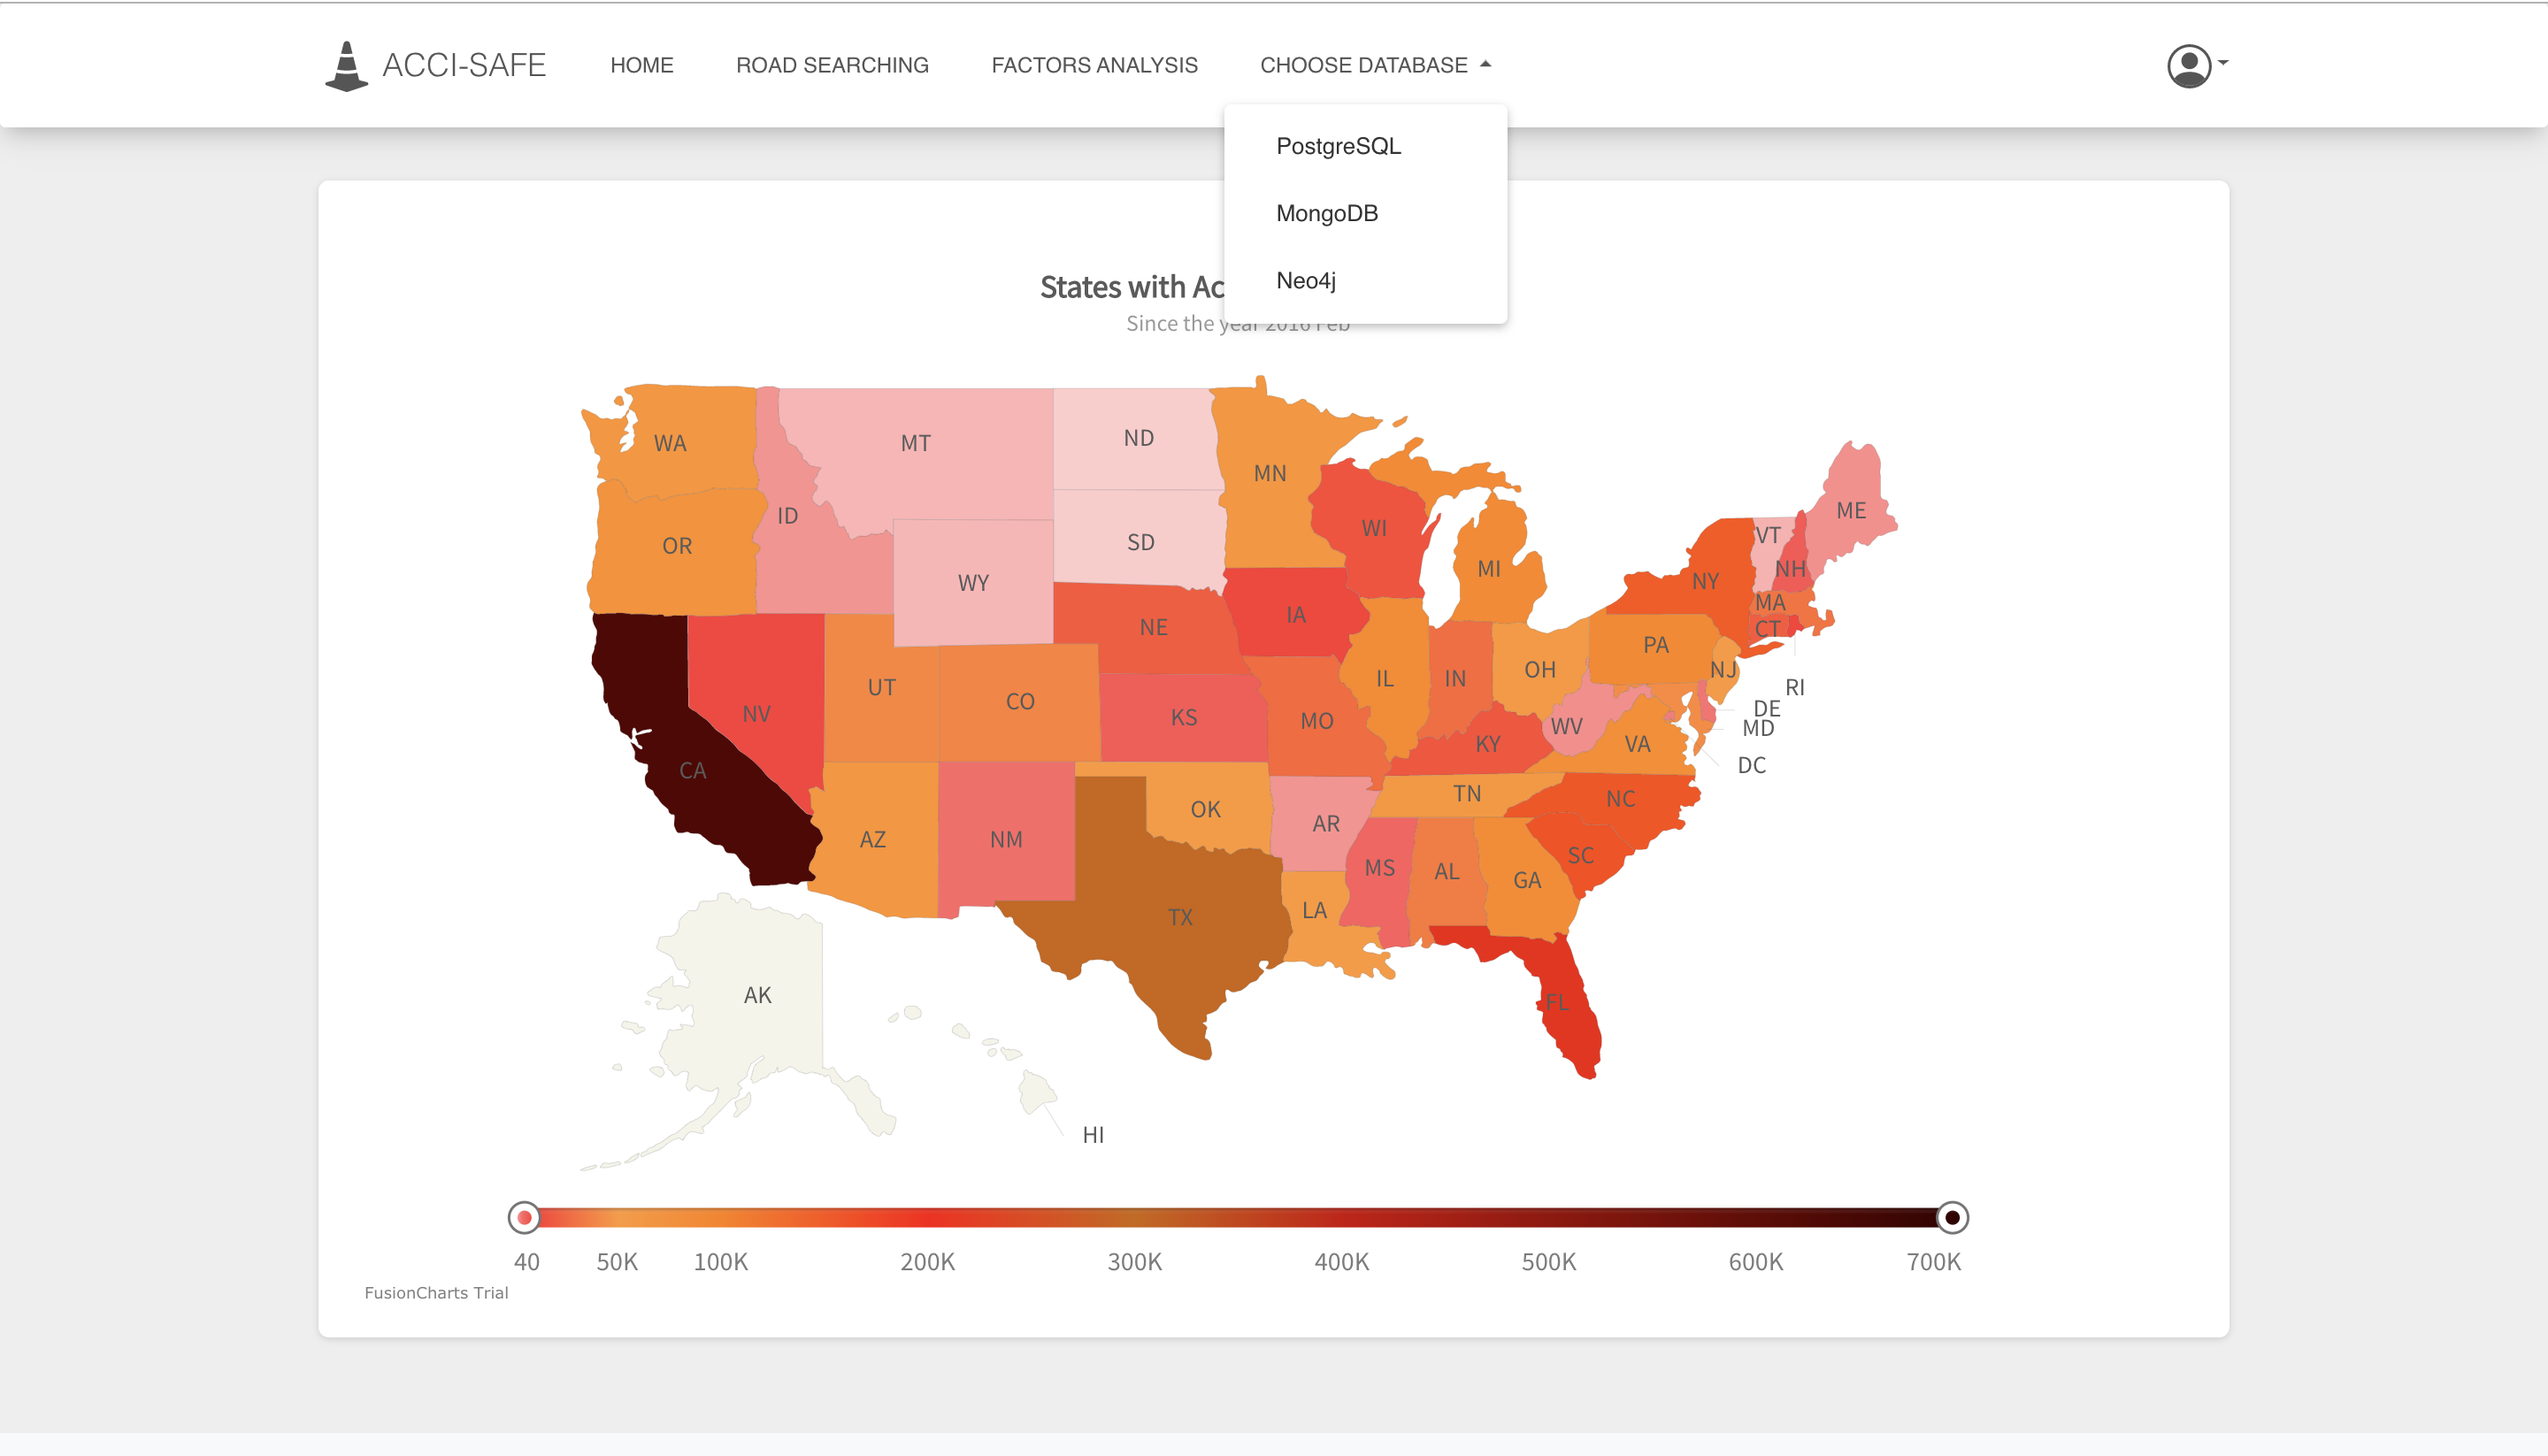 ACCI-SAFE
HOME
ROAD SEARCHING
FACTORS ANALYSIS
CHOOSE DATABASE
PostgreSQL
MongoDB
Neo4j
States with Ac
Since the year 2016 Feb
WA
MT
ND
MN
OR
ID
WY
SD
WI
MI
ME
VT
NH
NY
MA
CT
RI
NE
IA
PA
NJ
NV
UT
CO
KS
MO
IL
IN
OH
WV
VA
KY
DE
MD
DC
CA
AZ
NM
OK
AR
TN
NC
SC
MS
AL
GA
TX
LA
FL
AK
HI
40
50K
100K
200K
300K
400K
500K
600K
700K
FusionCharts Trial